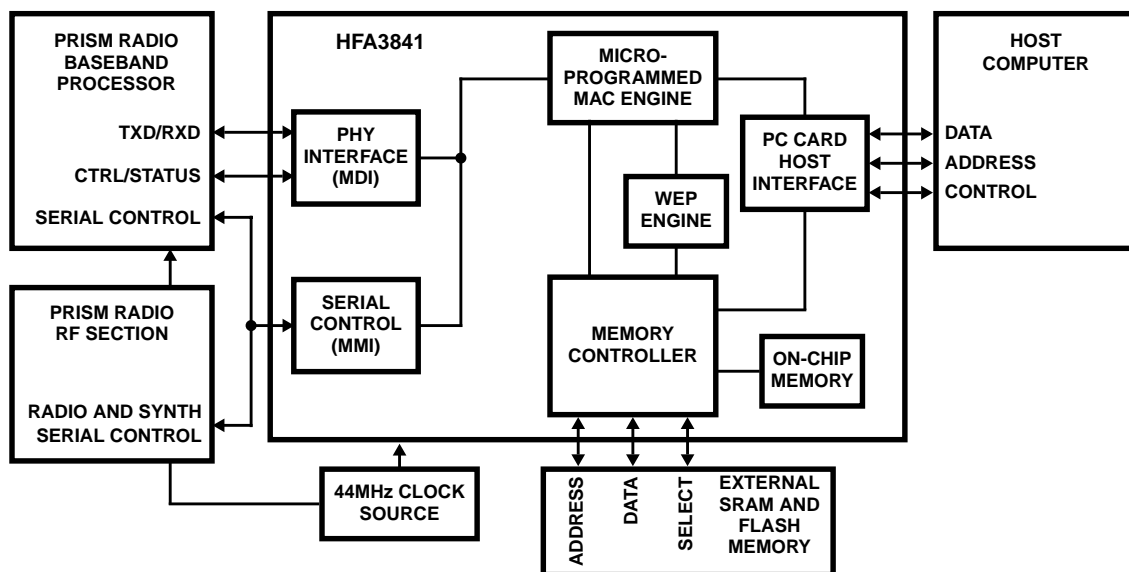 PRISM RADIO
BASEBAND
PROCESSOR
TXD/RXD
CTRL/STATUS
SERIAL CONTROL
PRISM RADIO
RF SECTION
RADIO AND SYNTH
SERIAL CONTROL
HFA3841
PHY
INTERFACE
(MDI)
SERIAL
CONTROL
(MMI)
MICRO-
PROGRAMMED
MAC ENGINE
WEP
ENGINE
PC CARD
HOST
INTERFACE
MEMORY
CONTROLLER
ON-CHIP
MEMORY
HOST
COMPUTER
DATA
ADDRESS
CONTROL
44MHz CLOCK
SOURCE
ADDRESS
DATA
SELECT
EXTERNAL
SRAM AND
FLASH
MEMORY